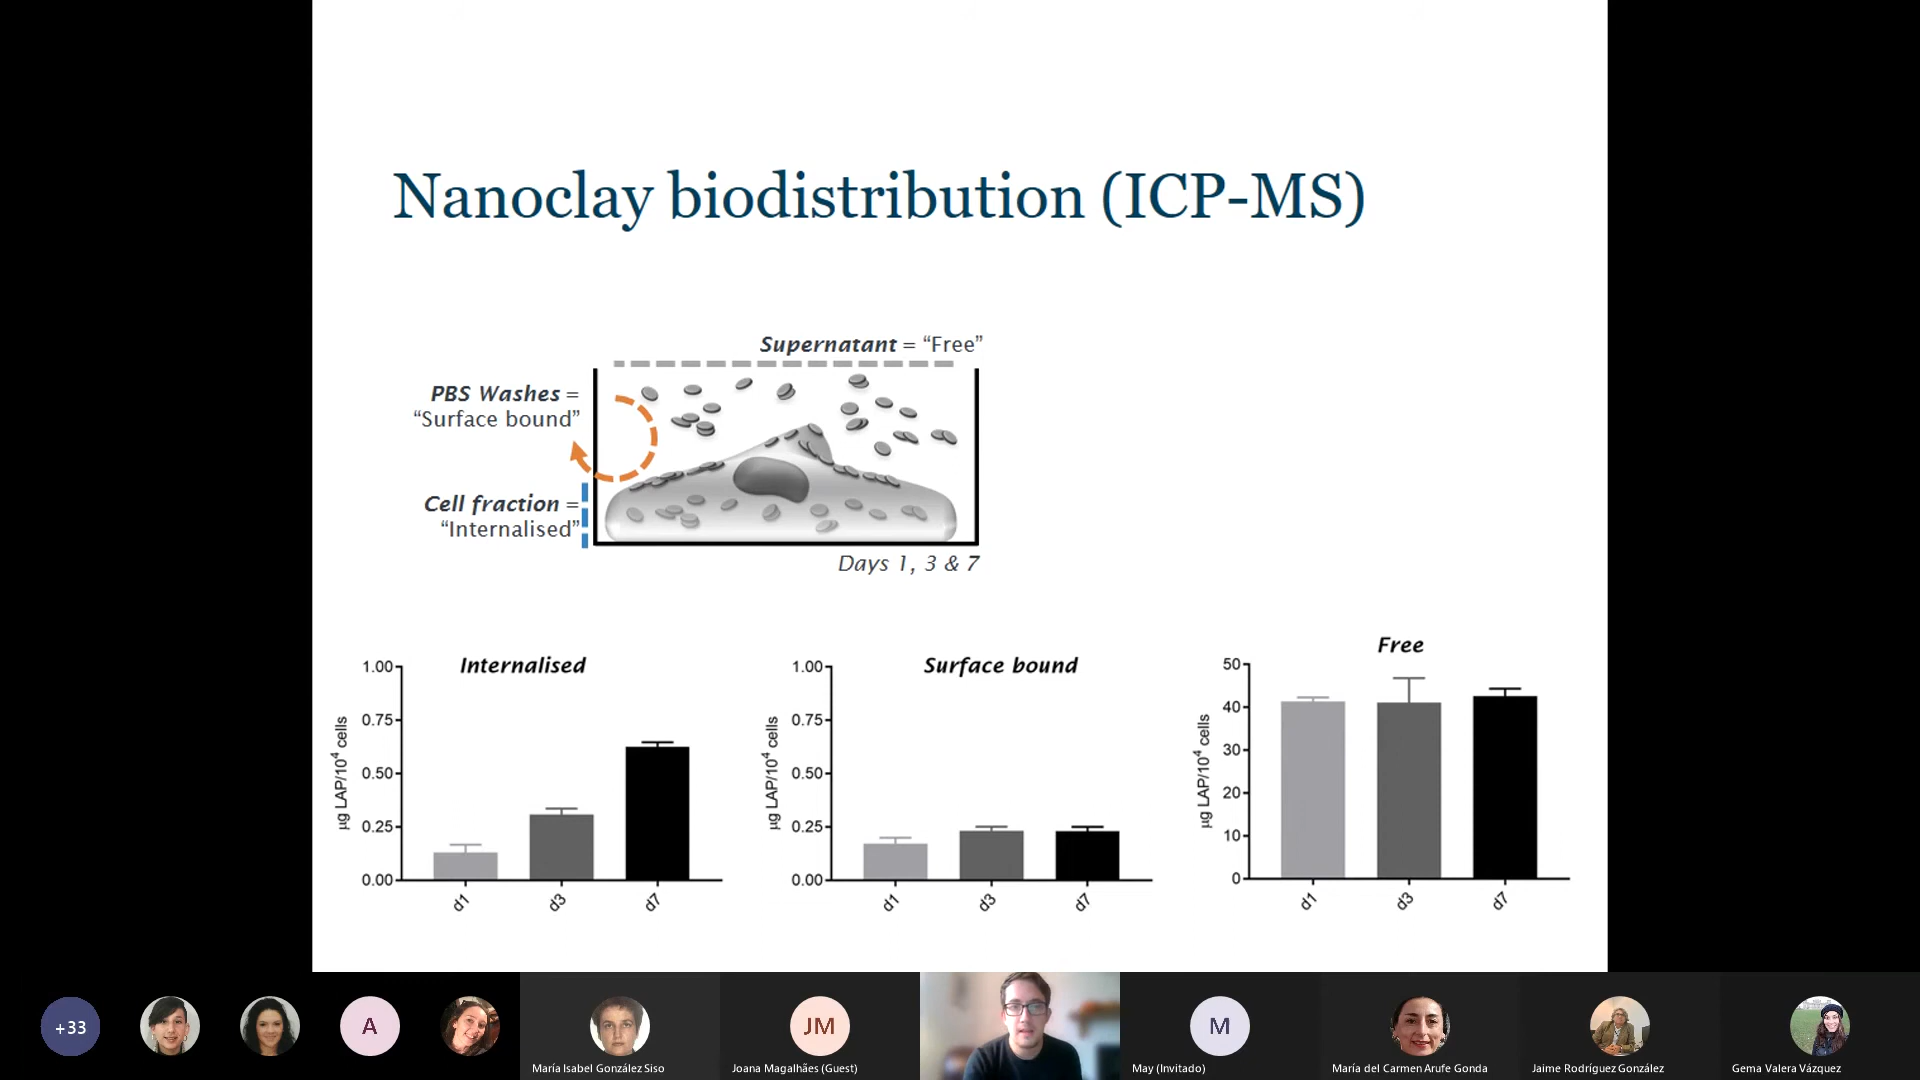 Nanoclay biodistribution (ICP-MS)
Supernatant = “Free”
PBS Washes =
“Surface bound”
Cell fraction =
“Internalised”
Days 1, 3 & 7
Internalised
1.00
0.75
0.50
0.25
0.00
µg LAP/10⁴ cells
d1
d3
d7
Surface bound
1.00
0.75
0.50
0.25
0.00
µg LAP/10⁴ cells
d1
d3
d7
Free
50
40
30
20
10
0
µg LAP/10⁴ cells
d1
d3
d7
+33
A
JM
M
María Isabel González Siso
Joana Magalhães (Guest)
May (Invitado)
María del Carmen Arufe Gonda
Jaime Rodríguez González
Gema Valera Vázquez